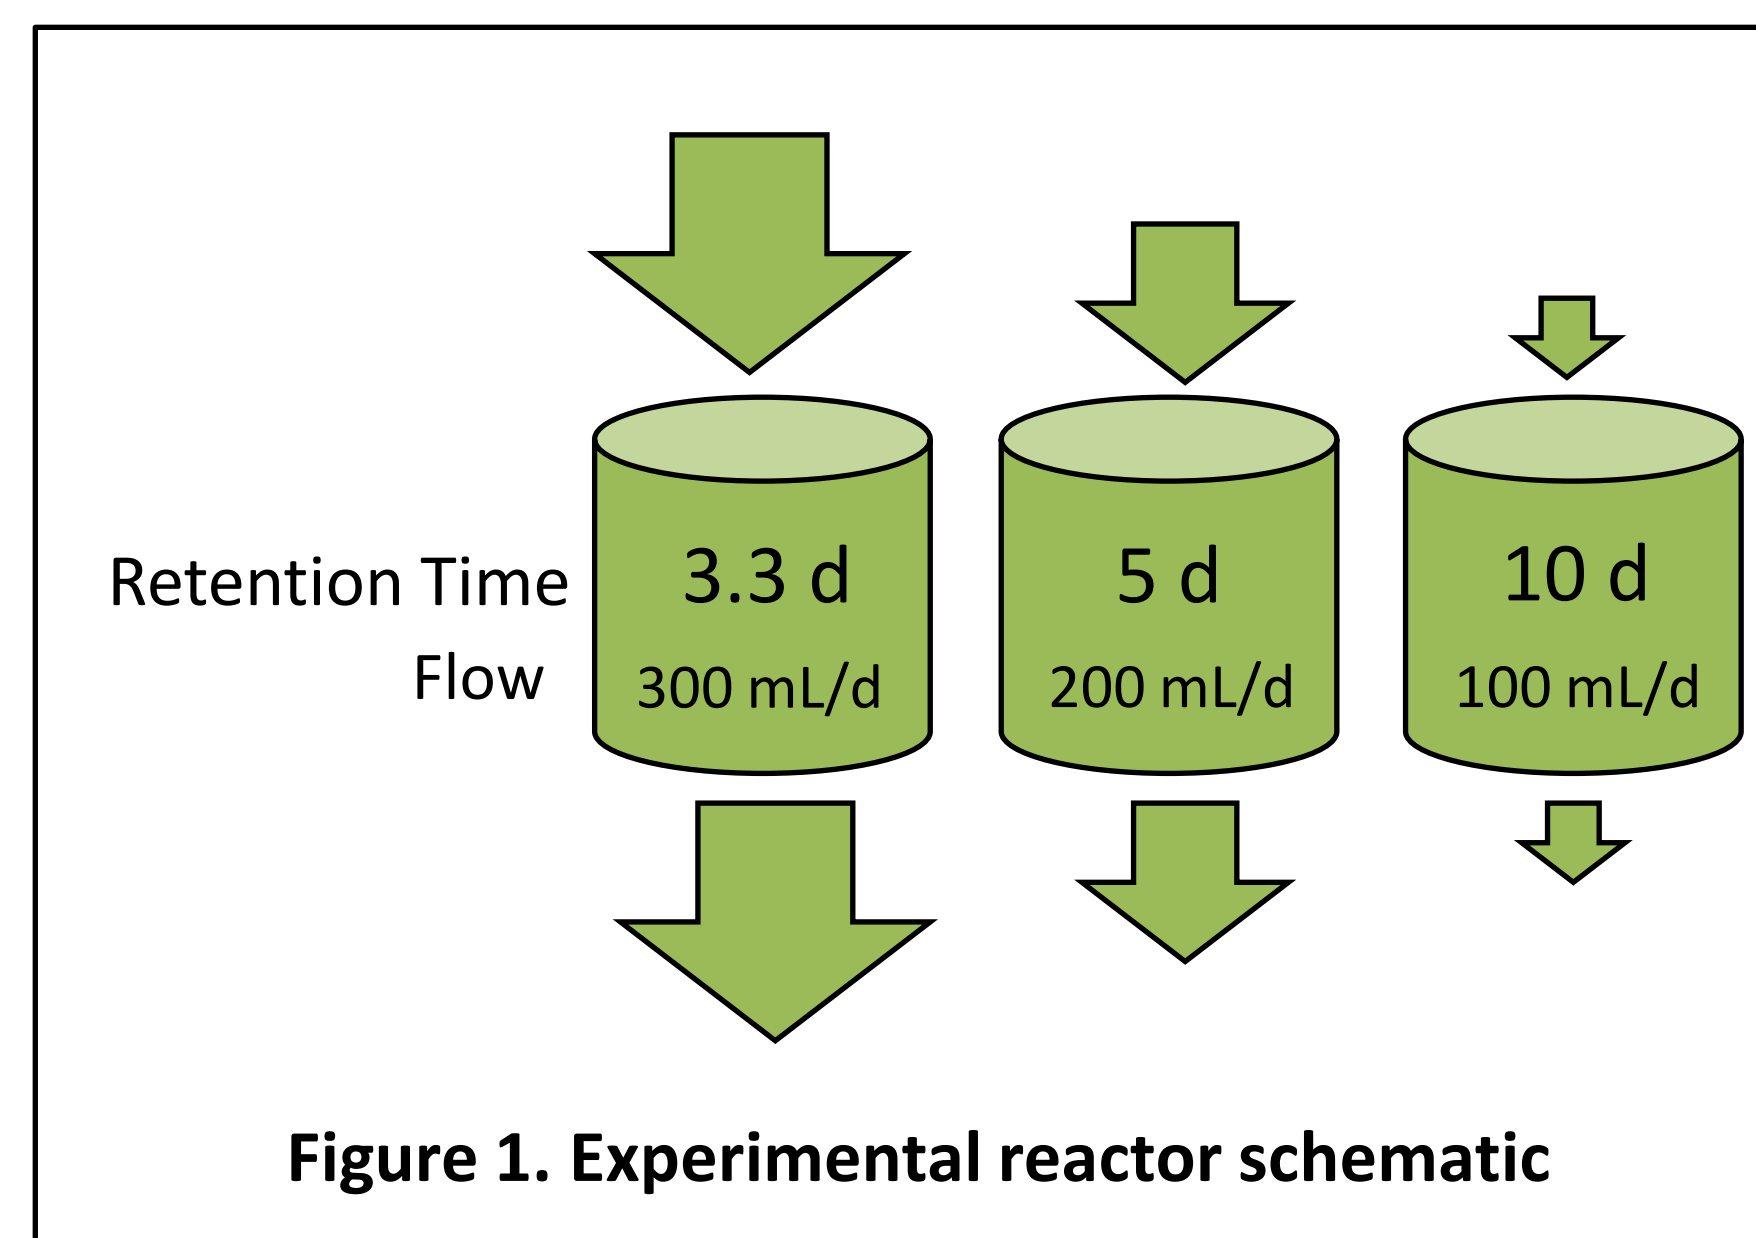 Retention Time 3.3 d 5 d 10 d
Flow 300 mL/d 200 mL/d 100 mL/d
Figure 1. Experimental reactor schematic